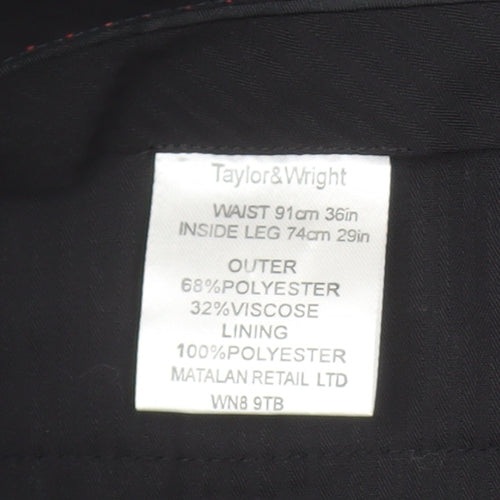 Taylor&Wright
WAIST 91cm 36in
INSIDE LEG 74cm 29in
OUTER
68%POLYESTER
32%VISCOSE
LINING
100%POLYESTER
MATALAN RETAIL LTD
WN8 9TB